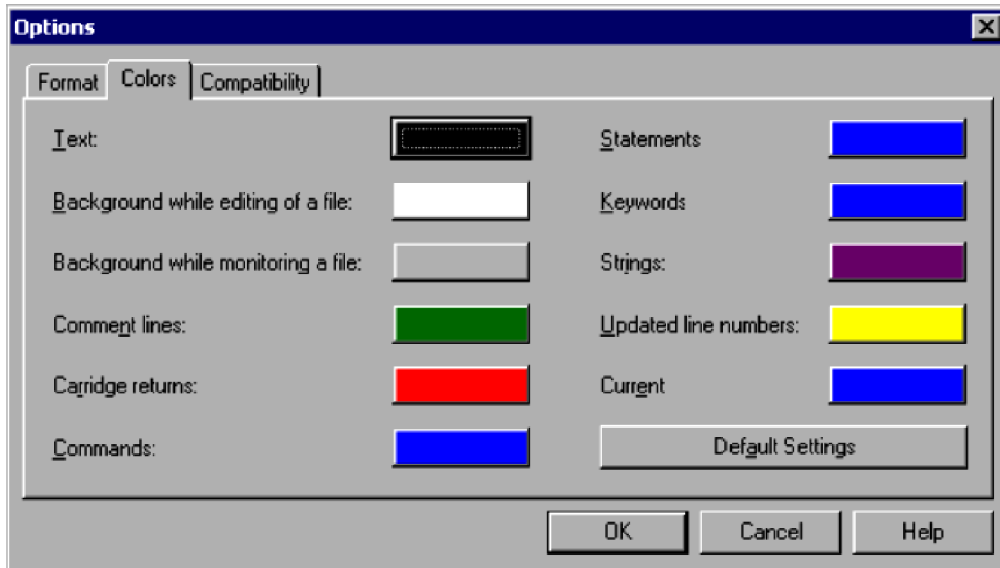 Options
Format Colors Compatibility
Text:
Background while editing of a file:
Background while monitoring a file:
Comment lines:
Carridge returns:
Commands:
Statements
Keywords
Strings:
Updated line numbers:
Current
Default Settings
OK Cancel Help